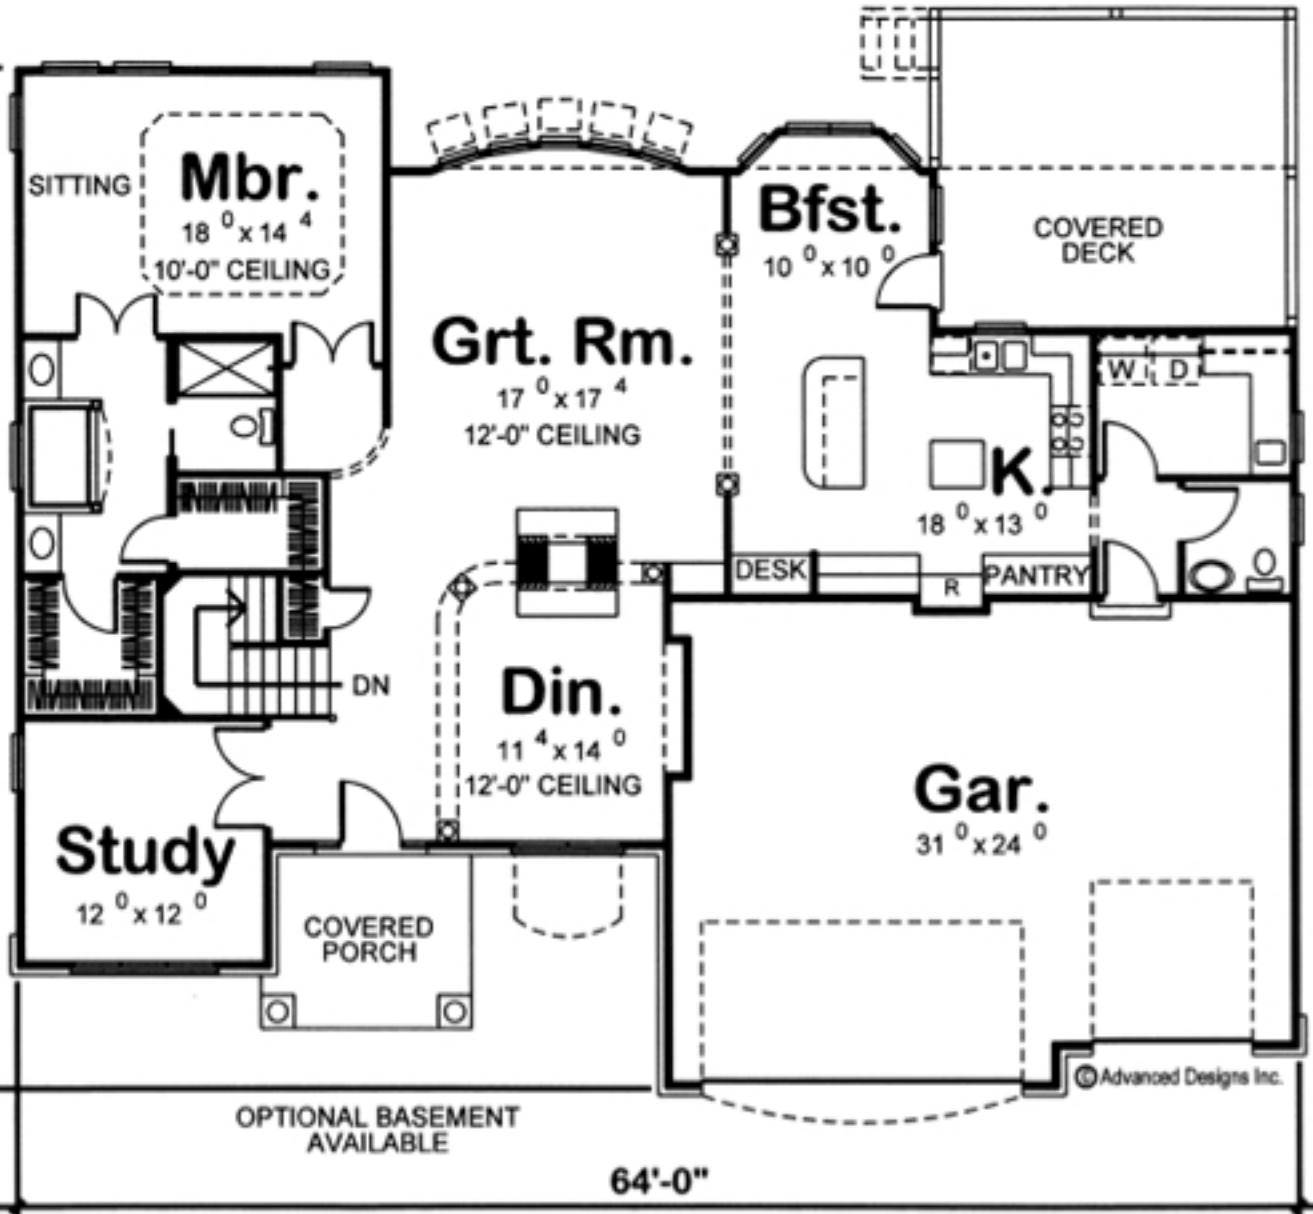 Mbr.
SITTING
18 0 x 14 4
10'-0" CEILING
Bfst.
10 0 x 10 0
COVERED
DECK
Grt. Rm.
17 0 x 17 4
12'-0" CEILING
W D
K.
18 0 x 13 0
DESK
R
PANTRY
DN
Din.
11 4 x 14 0
12'-0" CEILING
Gar.
31 0 x 24 0
Study
12 0 x 12 0
COVERED
PORCH
© Advanced Designs Inc.
OPTIONAL BASEMENT
AVAILABLE
64'-0"